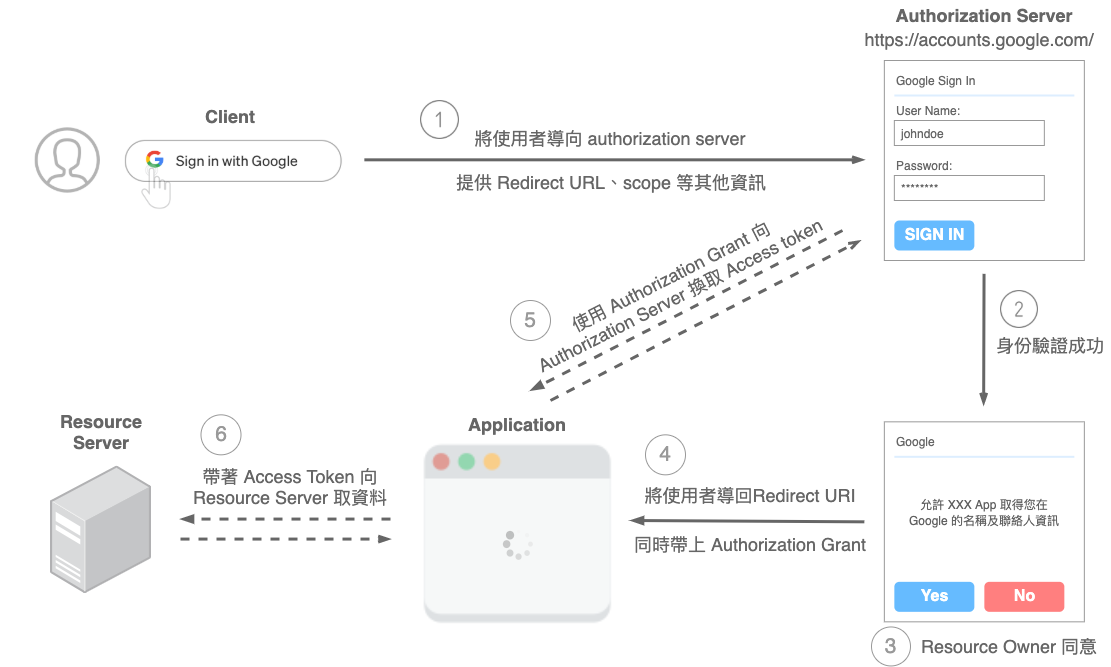 Authorization Server
https://accounts.google.com/
Google Sign In
User Name:
johndoe
Password:
********
SIGN IN
Client
Sign in with Google
1
將使用者導向 authorization server
提供 Redirect URL、scope 等其他資訊
2
身份驗證成功
Google
允許 XXX App 取得您在
Google 的名稱及聯絡人資訊
Yes
No
3
Resource Owner 同意
4
將使用者導回Redirect URI
同時帶上 Authorization Grant
5
使用 Authorization Grant 向
Authorization Server 換取 Access token
Application
6
帶著 Access Token 向
Resource Server 取資料
Resource
Server